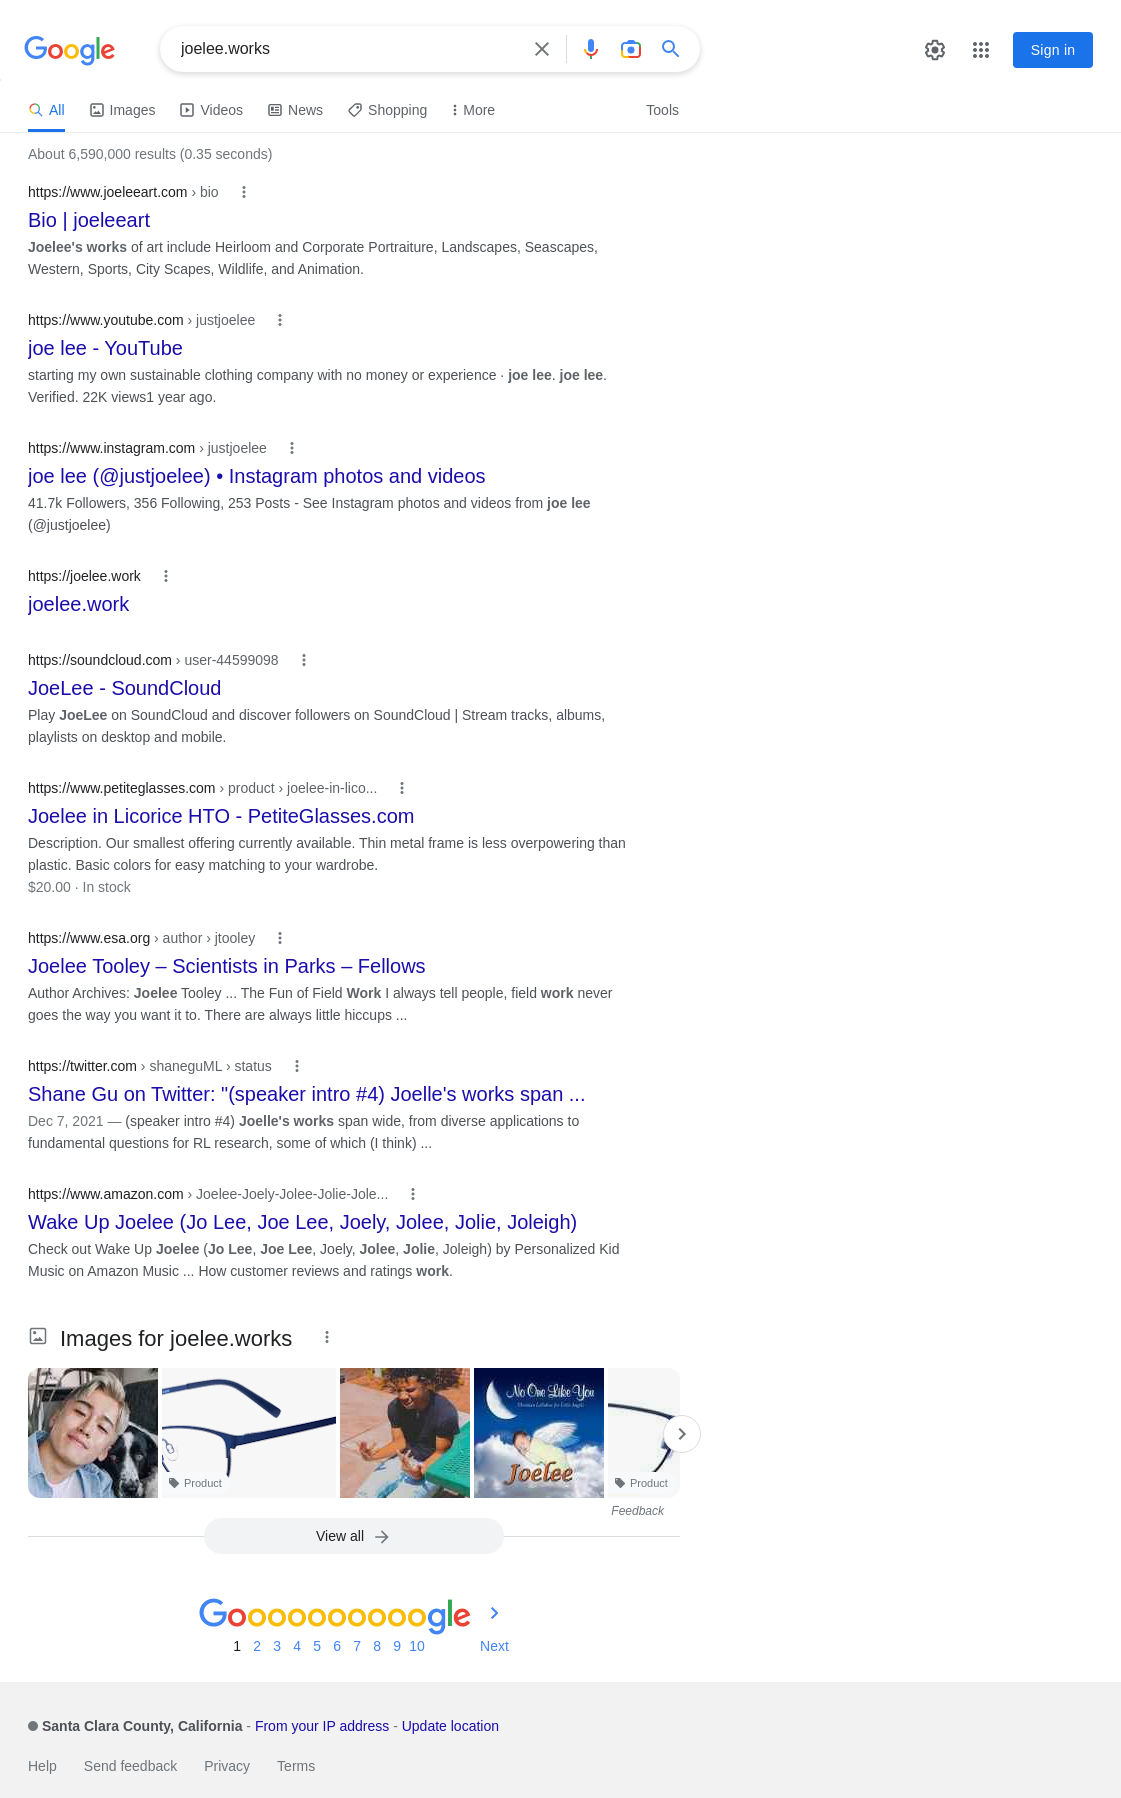 Google
joelee.works
Sign in
All Images Videos News Shopping More Tools
About 6,590,000 results (0.35 seconds)
https://www.joeleeart.com › bio
Bio | joeleeart
Joelee's works of art include Heirloom and Corporate Portraiture, Landscapes, Seascapes,
Western, Sports, City Scapes, Wildlife, and Animation.
https://www.youtube.com › justjoelee
joe lee - YouTube
starting my own sustainable clothing company with no money or experience · joe lee. joe lee.
Verified. 22K views1 year ago.
https://www.instagram.com › justjoelee
joe lee (@justjoelee) • Instagram photos and videos
41.7k Followers, 356 Following, 253 Posts - See Instagram photos and videos from joe lee
(@justjoelee)
https://joelee.work
joelee.work
https://soundcloud.com › user-44599098
JoeLee - SoundCloud
Play JoeLee on SoundCloud and discover followers on SoundCloud | Stream tracks, albums,
playlists on desktop and mobile.
https://www.petiteglasses.com › product › joelee-in-lico...
Joelee in Licorice HTO - PetiteGlasses.com
Description. Our smallest offering currently available. Thin metal frame is less overpowering than
plastic. Basic colors for easy matching to your wardrobe.
$20.00 · In stock
https://www.esa.org › author › jtooley
Joelee Tooley – Scientists in Parks – Fellows
Author Archives: Joelee Tooley ... The Fun of Field Work I always tell people, field work never
goes the way you want it to. There are always little hiccups ...
https://twitter.com › shaneguML › status
Shane Gu on Twitter: "(speaker intro #4) Joelle's works span ...
Dec 7, 2021 — (speaker intro #4) Joelle's works span wide, from diverse applications to
fundamental questions for RL research, some of which (I think) ...
https://www.amazon.com › Joelee-Joely-Jolee-Jolie-Jole...
Wake Up Joelee (Jo Lee, Joe Lee, Joely, Jolee, Jolie, Joleigh)
Check out Wake Up Joelee (Jo Lee, Joe Lee, Joely, Jolee, Jolie, Joleigh) by Personalized Kid
Music on Amazon Music ... How customer reviews and ratings work.
Images for joelee.works
No One Like You
Christian Lullabies for Little Angels
Joelee
Product
Product
Feedback
View all
Goooooooooogle
1 2 3 4 5 6 7 8 9 10 Next
Santa Clara County, California - From your IP address - Update location
Help Send feedback Privacy Terms